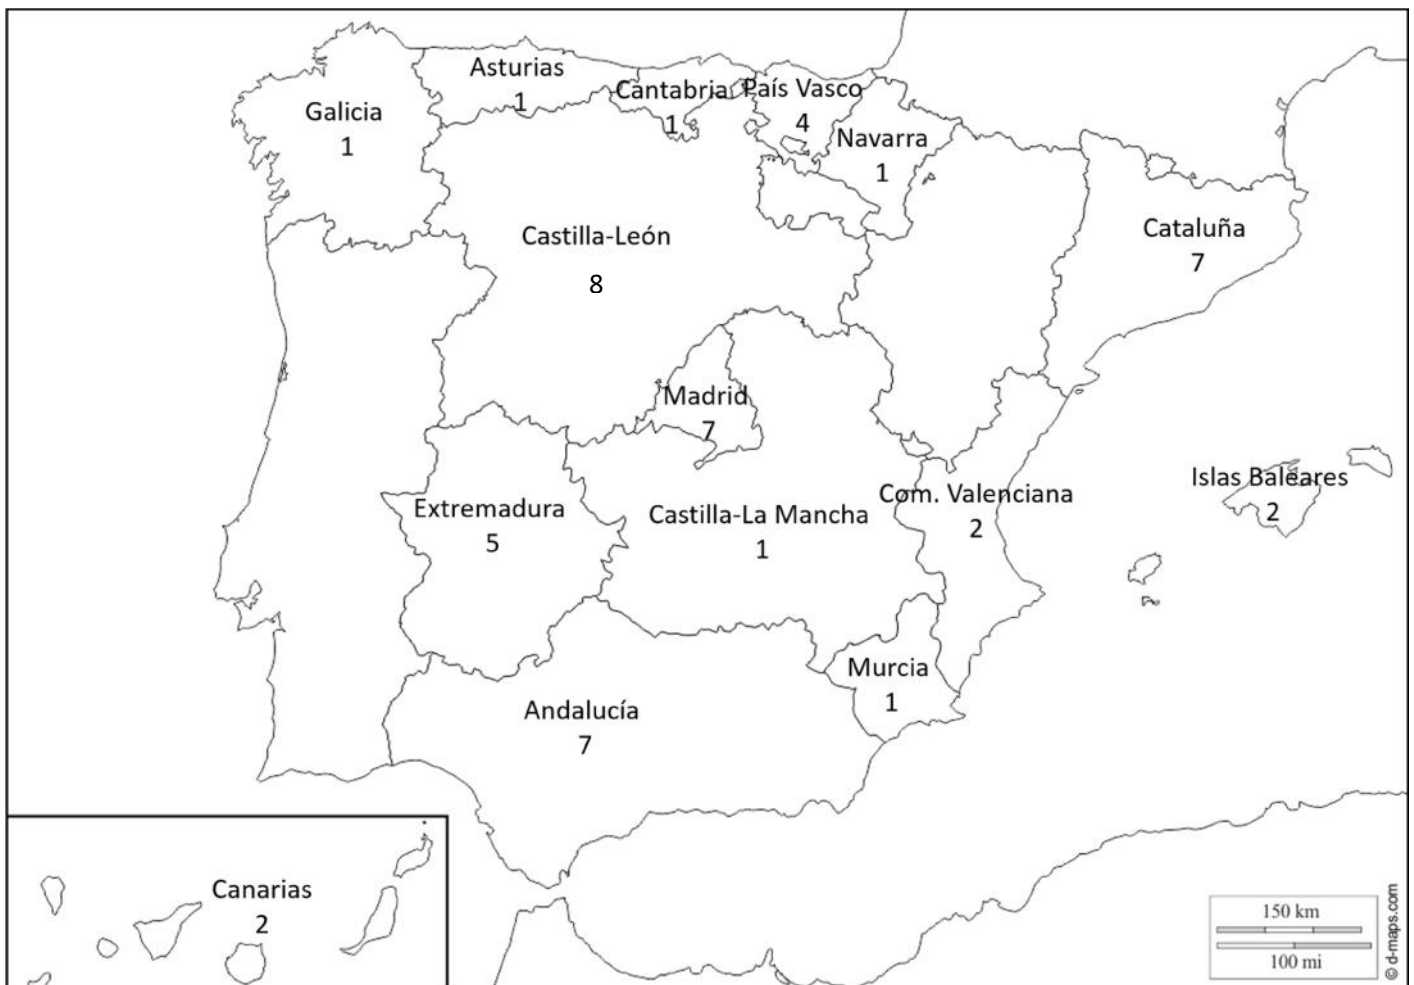 Asturias
1
Cantabria
1
País Vasco
4
Galicia
1
Navarra
1
Castilla-León
8
Cataluña
7
Madrid
7
Extremadura
5
Castilla-La Mancha
1
Com. Valenciana
2
Islas Baleares
2
Murcia
1
Andalucía
7
Canarias
2
150 km
100 mi
© d-maps.com